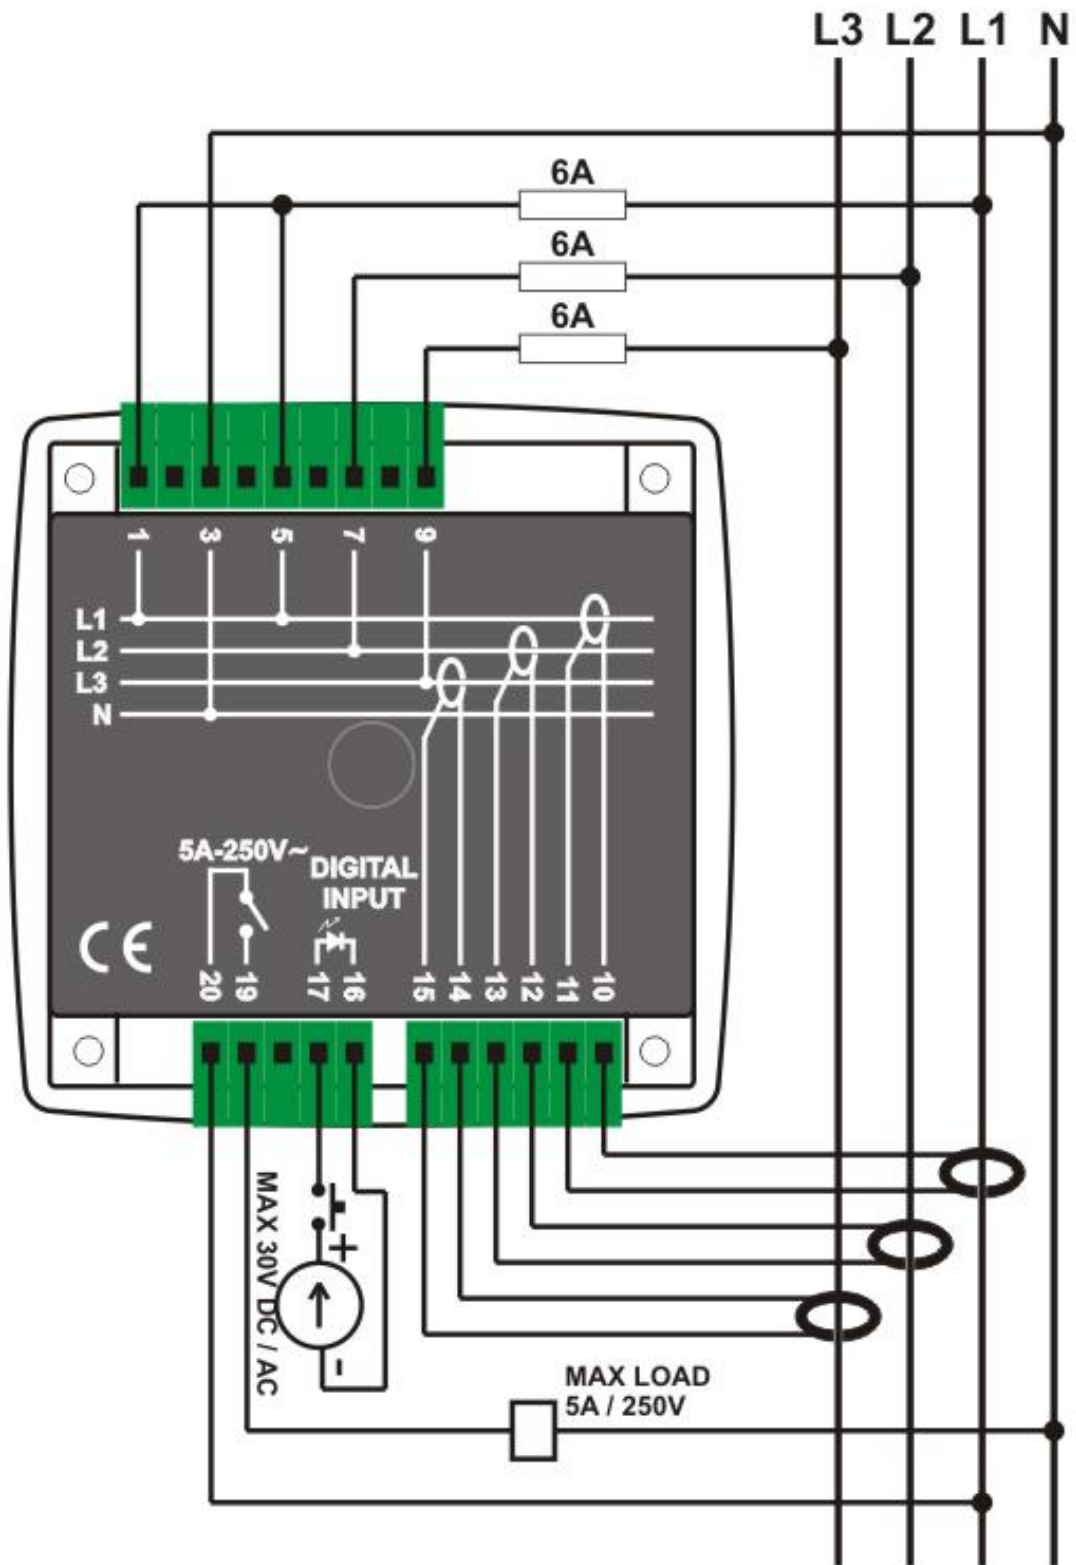 L3 L2 L1 N
6A
6A
6A
1 3 5 7 9
L1
L2
L3
N
5A-250V~
DIGITAL
INPUT
CE
20 19 17 16 15 14 13 12 11 10
MAX 30V DC / AC
+
-
MAX LOAD
5A / 250V